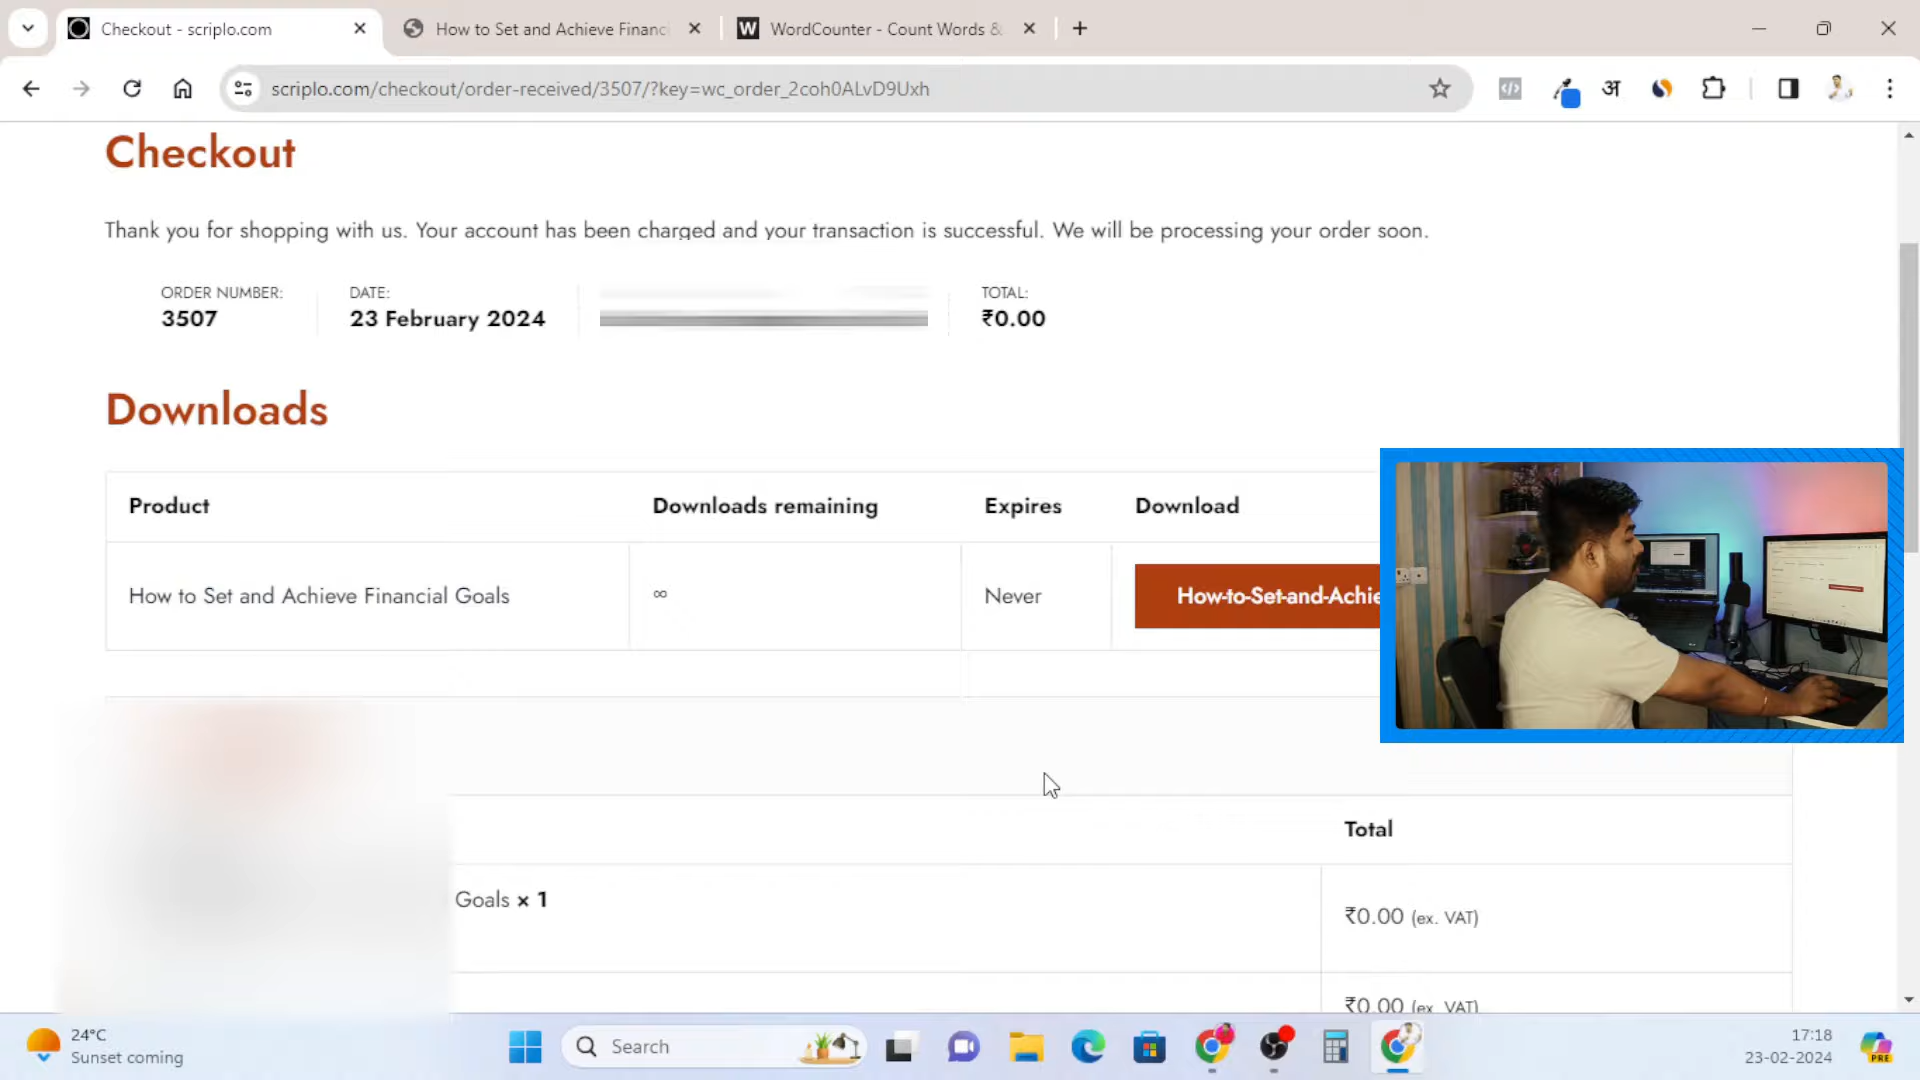 Checkout - scriplo.com
How to Set and Achieve Financ
W
WordCounter - Count Words &
scriplo.com/checkout/order-received/3507/?key=wc_order_2coh0ALvD9Uxh
अ
Checkout
Thank you for shopping with us. Your account has been charged and your transaction is successful. We will be processing your order soon.
ORDER NUMBER:
3507
DATE:
23 February 2024
TOTAL:
₹0.00
Downloads
Product
Downloads remaining
Expires
Download
How to Set and Achieve Financial Goals
∞
Never
How-to-Set-and-Achie
Total
Goals × 1
₹0.00 (ex. VAT)
₹0.00 (ex. VAT)
24°C
Sunset coming
Search
17:18
23-02-2024
PRE